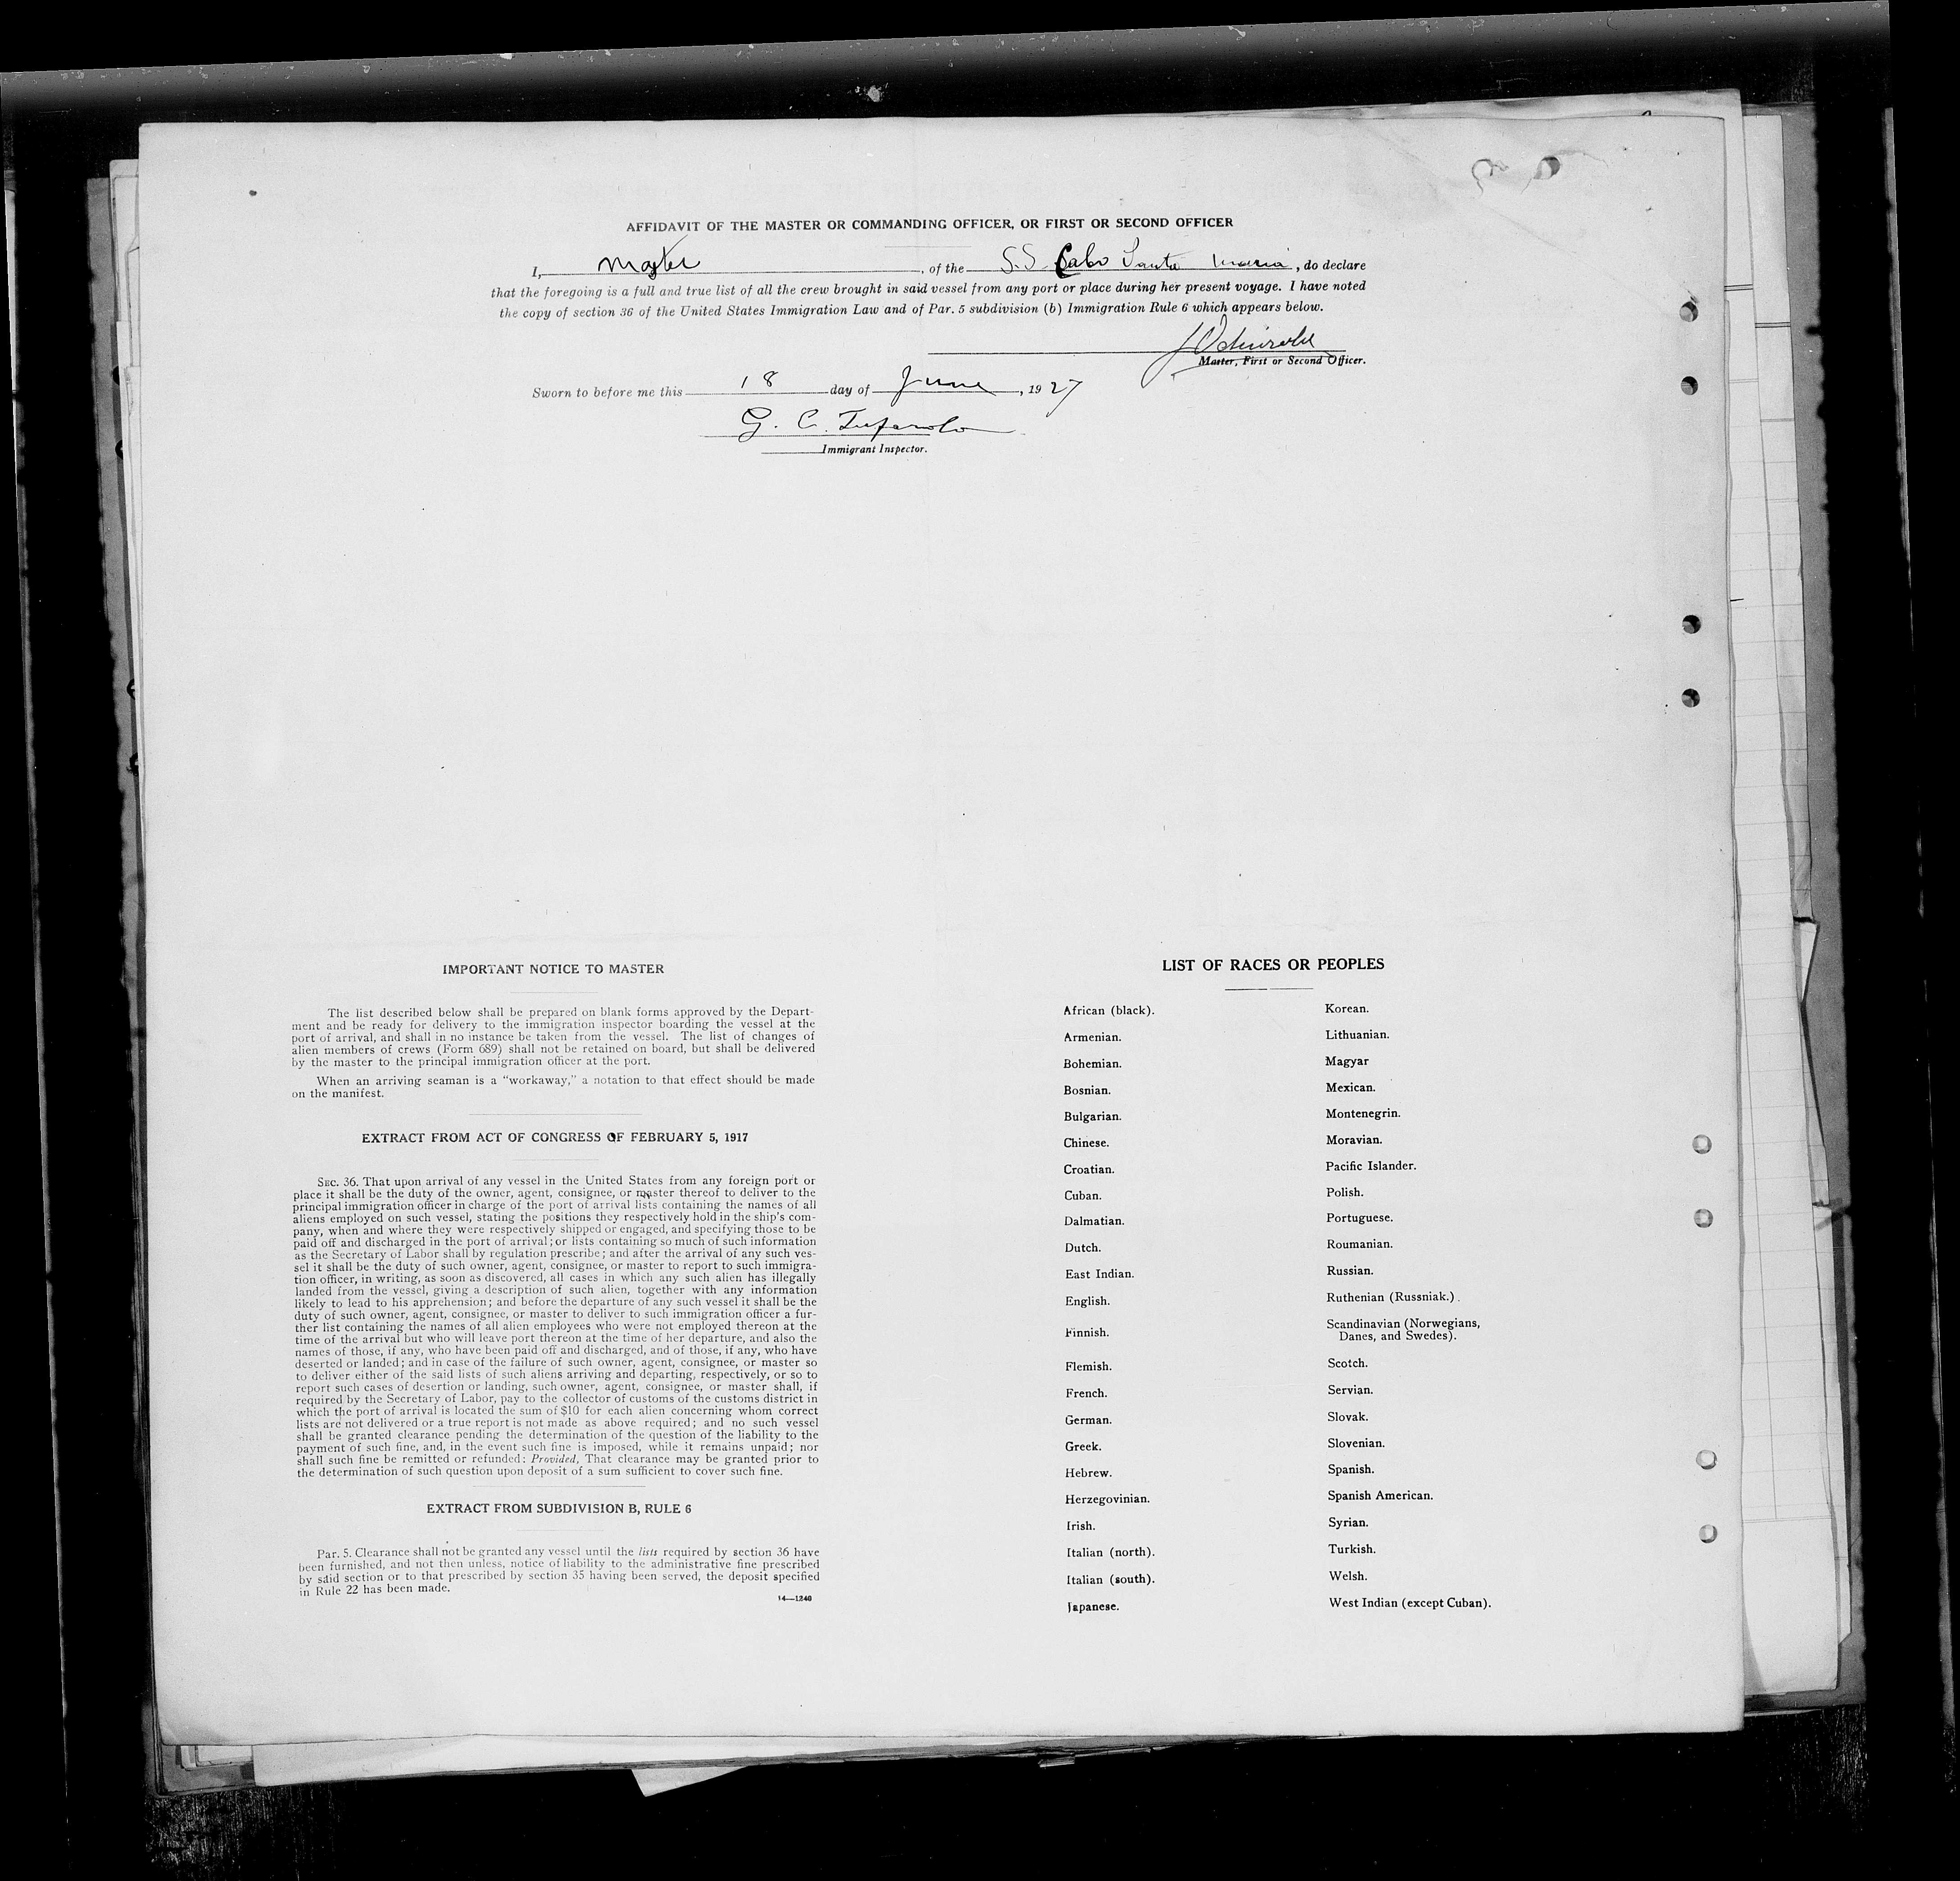 AFFIDAVIT OF THE MASTER OR COMMANDING OFFICER, OR FIRST OR SECOND OFFICER
I, Master, of the S.S. Cabo Santa Maria, do declare
that the foregoing is a full and true list of all the crew brought in said vessel from any port or place during her present voyage. I have noted
the copy of section 36 of the United States Immigration Law and of Par. 5 subdivision (b) Immigration Rule 6 which appears below.
Master, First or Second Officer.
Sworn to before me this 18 day of June, 1927
G. C.
Immigrant Inspector.
IMPORTANT NOTICE TO MASTER
The list described below shall be prepared on blank forms approved by the Depart-
ment and be ready for delivery to the immigration inspector boarding the vessel at the
port of arrival, and shall in no instance be taken from the vessel. The list of changes of
alien members of crews (Form 689) shall not be retained on board, but shall be delivered
by the master to the principal immigration officer at the port.
When an arriving seaman is a "workaway," a notation to that effect should be made
on the manifest.
EXTRACT FROM ACT OF CONGRESS OF FEBRUARY 5, 1917
SEC. 36. That upon arrival of any vessel in the United States from any foreign port or
place it shall be the duty of the owner, agent, consignee, or master thereof to deliver to the
principal immigration officer in charge of the port of arrival lists containing the names of all
aliens employed on such vessel, stating the positions they respectively hold in the ship's com-
pany, when and where they were respectively shipped or engaged, and specifying those to be
paid off and discharged in the port of arrival; or lists containing so much of such information
as the Secretary of Labor shall by regulation prescribe; and after the arrival of any such ves-
sel it shall be the duty of such owner, agent, consignee, or master to report to such immigra-
tion officer, in writing, as soon as discovered, all cases in which any such alien has illegally
landed from the vessel, giving a description of such alien, together with any information
likely to lead to his apprehension; and before the departure of any such vessel it shall be the
duty of such owner, agent, consignee, or master to deliver to such immigration officer a fur-
ther list containing the names of all alien employees who were not employed thereon at the
time of the arrival but who will leave port thereon at the time of her departure, and also the
names of those, if any, who have been paid off and discharged, and of those, if any, who have
deserted or landed; and in case of the failure of such owner, agent, consignee, or master so
to deliver either of the said lists of such aliens arriving and departing, respectively, or so to
report such cases of desertion or landing, such owner, agent, consignee, or master shall, if
required by the Secretary of Labor, pay to the collector of customs of the customs district in
which the port of arrival is located the sum of $10 for each alien concerning whom correct
lists are not delivered or a true report is not made as above required; and no such vessel
shall be granted clearance pending the determination of the question of the liability to the
payment of such fine, and, in the event such fine is imposed, while it remains unpaid; nor
shall such fine be remitted or refunded: Provided, That clearance may be granted prior to
the determination of such question upon deposit of a sum sufficient to cover such fine.
EXTRACT FROM SUBDIVISION B, RULE 6
Par. 5. Clearance shall not be granted any vessel until the lists required by section 36 have
been furnished, and not then unless, notice of liability to the administrative fine prescribed
by said section or to that prescribed by section 35 having been served, the deposit specified
in Rule 22 has been made.
14—1240
LIST OF RACES OR PEOPLES
African (black).
Armenian.
Bohemian.
Bosnian.
Bulgarian.
Chinese.
Croatian.
Cuban.
Dalmatian.
Dutch.
East Indian.
English.
Finnish.
Flemish.
French.
German.
Greek.
Hebrew.
Herzegovinian.
Irish.
Italian (north).
Italian (south).
Japanese.
Korean.
Lithuanian.
Magyar
Mexican.
Montenegrin.
Moravian.
Pacific Islander.
Polish.
Portuguese.
Roumanian.
Russian.
Ruthenian (Russniak.)
Scandinavian (Norwegians,
Danes, and Swedes).
Scotch.
Servian.
Slovak.
Slovenian.
Spanish.
Spanish American.
Syrian.
Turkish.
Welsh.
West Indian (except Cuban).